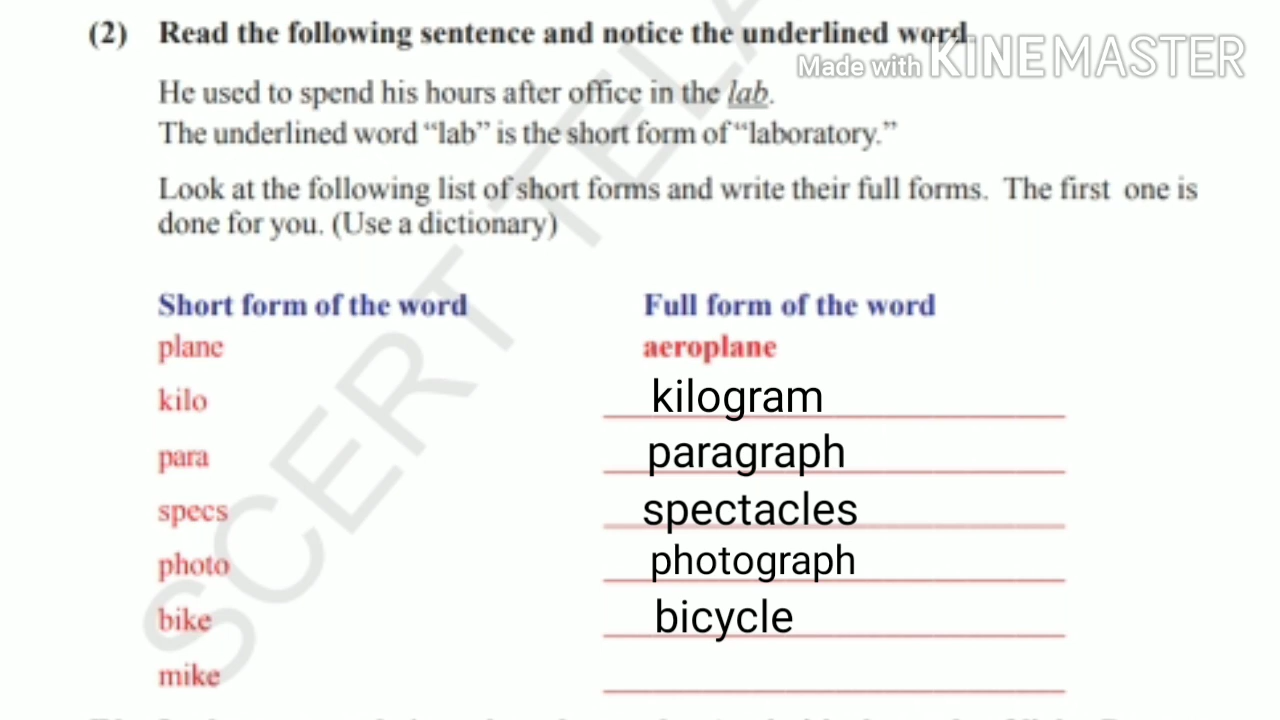 (2) Read the following sentence and notice the underlined word.
Made with KINEMASTER
He used to spend his hours after office in the lab.
The underlined word “lab” is the short form of “laboratory.”
Look at the following list of short forms and write their full forms. The first one is
done for you. (Use a dictionary)
Short form of the word Full form of the word
plane aeroplane
kilo kilogram
para paragraph
specs spectacles
photo photograph
bike bicycle
mike
SCERT TELA